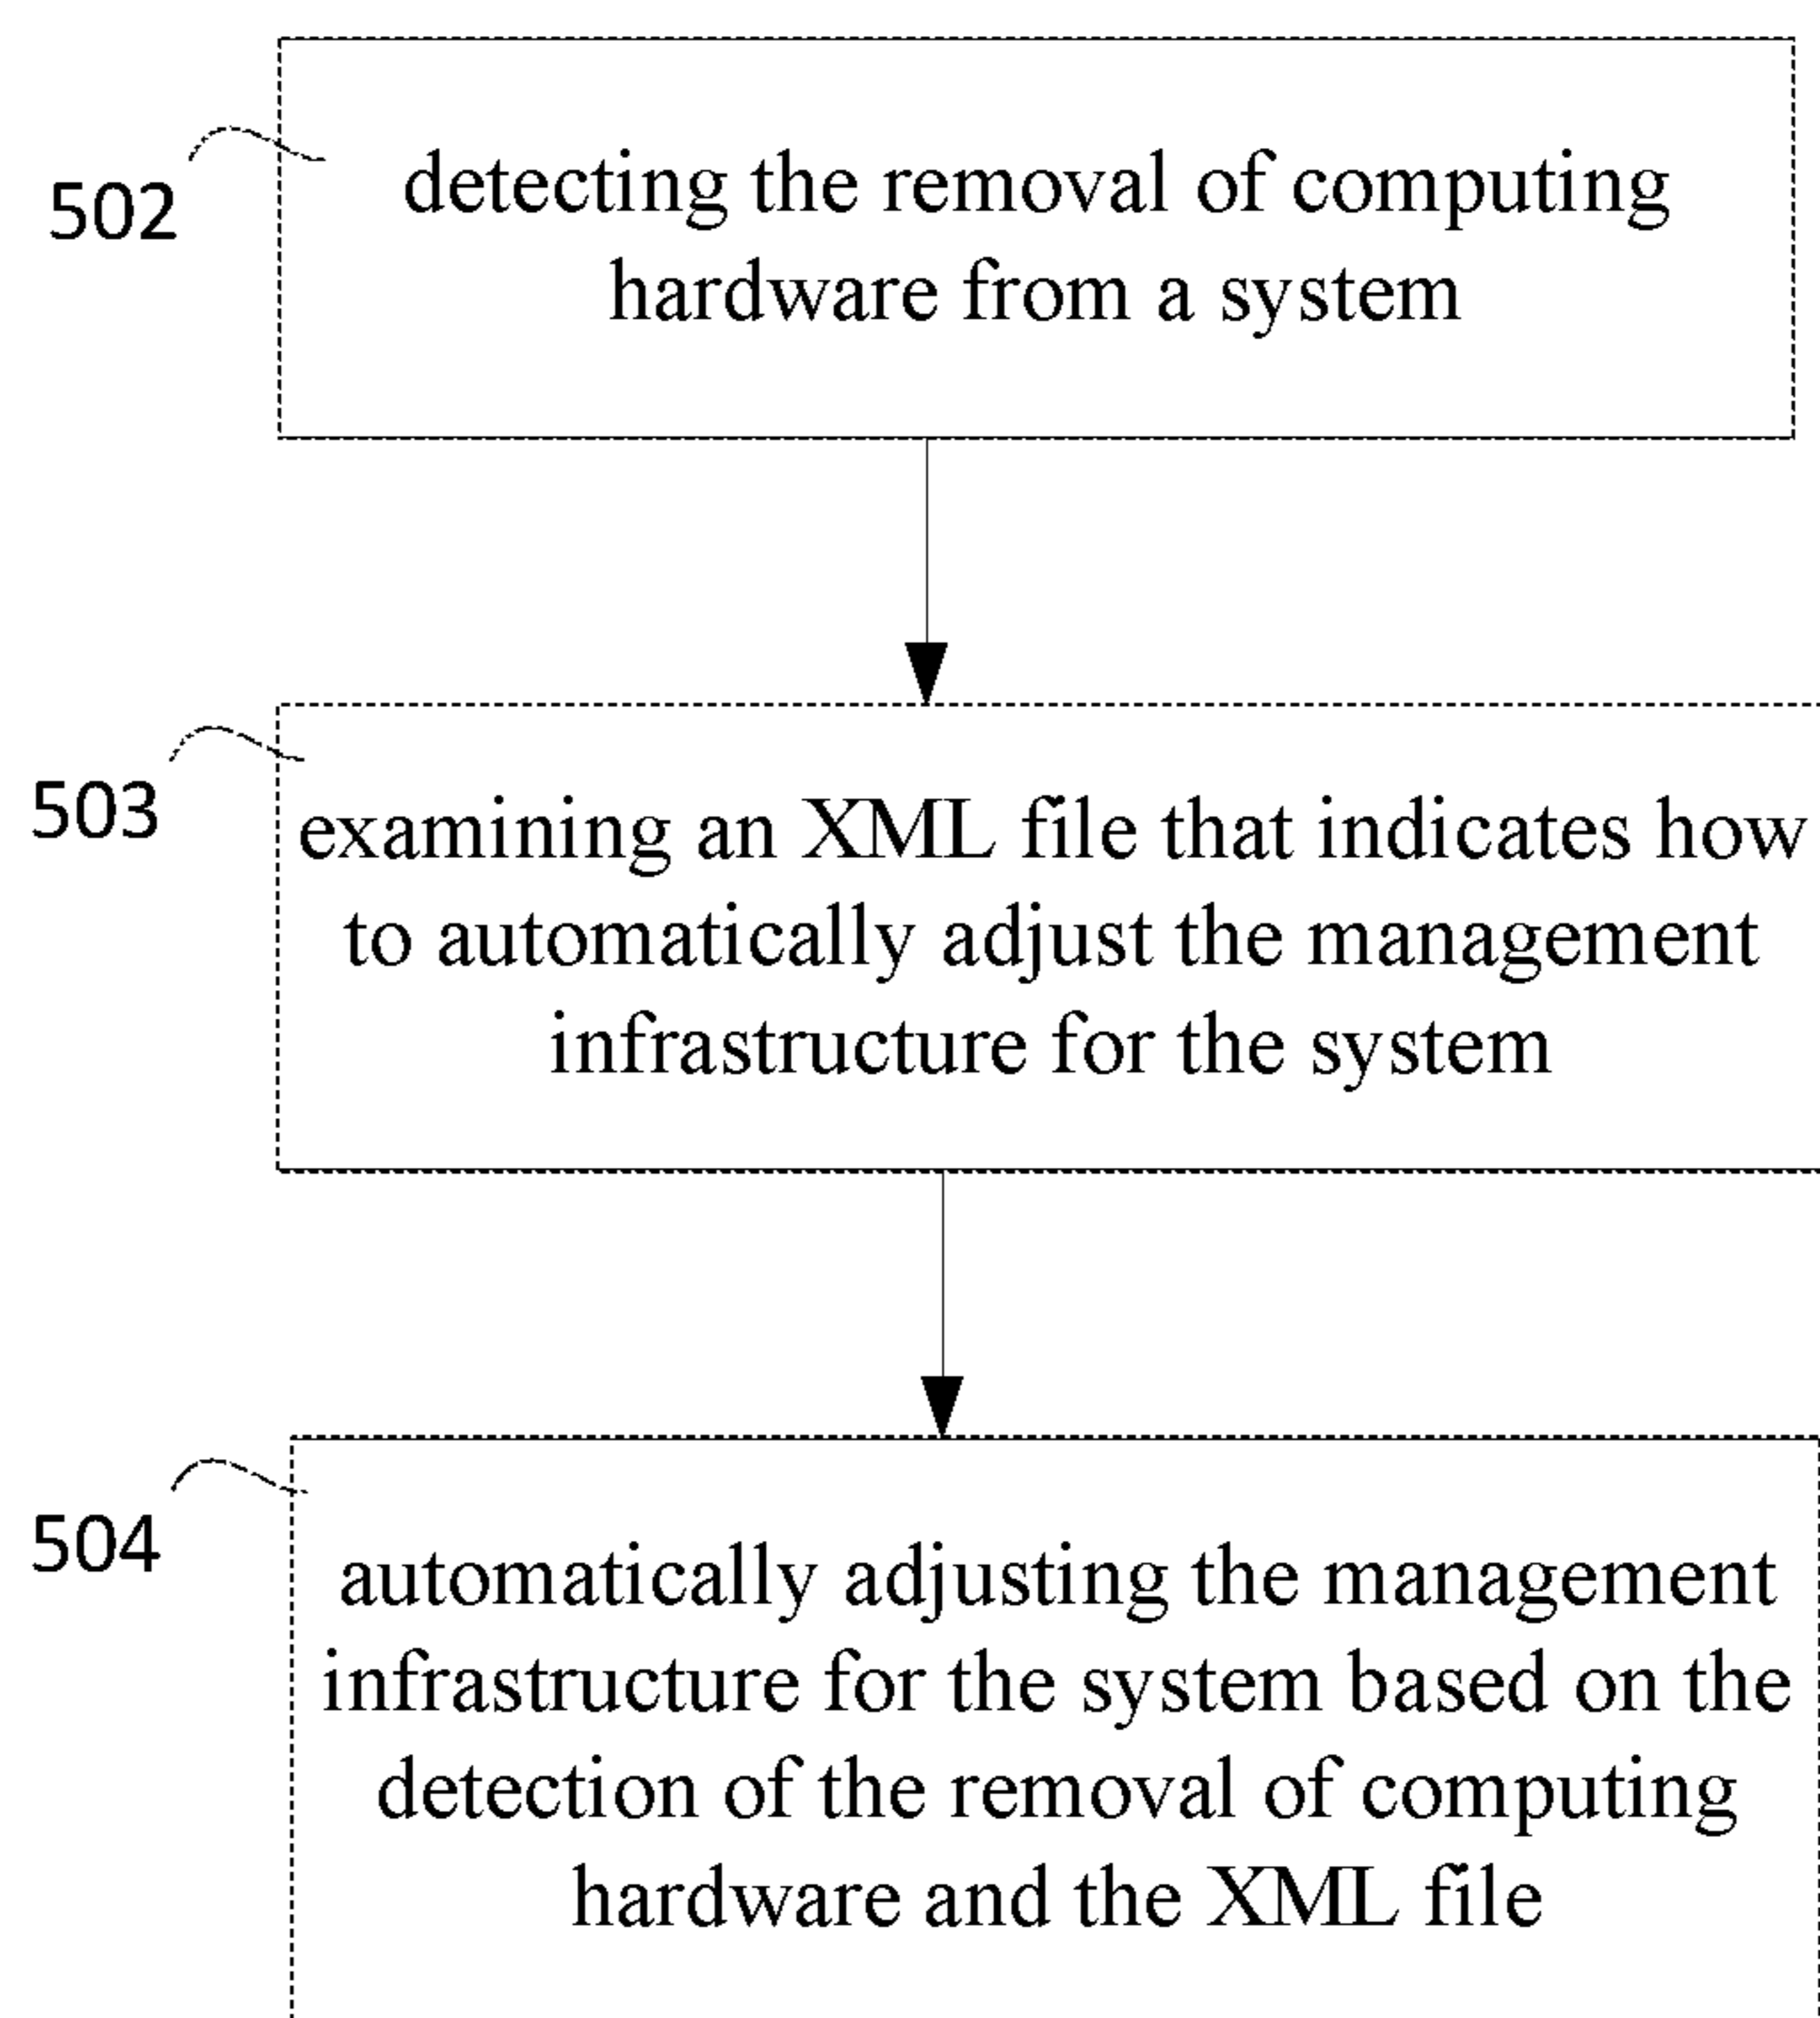 502
detecting the removal of computing
hardware from a system
503
examining an XML file that indicates how
to automatically adjust the management
infrastructure for the system
504
automatically adjusting the management
infrastructure for the system based on the
detection of the removal of computing
hardware and the XML file